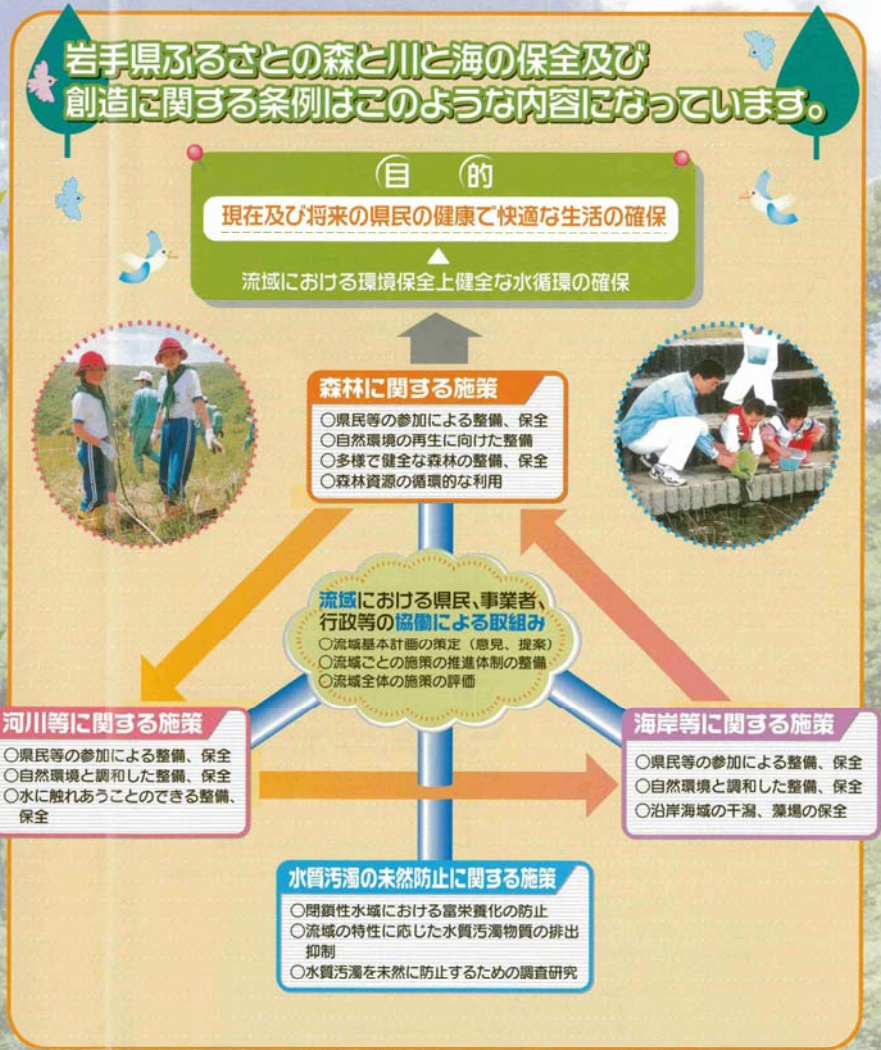 岩手県ふるさとの森と川と海の保全及び
創造に関する条例はこのような内容になっています。
目 的
現在及び将来の県民の健康で快適な生活の確保
流域における環境保全上健全な水循環の確保
森林に関する施策
○県民等の参加による整備、保全
○自然環境の再生に向けた整備
○多様で健全な森林の整備、保全
○森林資源の循環的な利用
流域における県民、事業者、
行政等の協働による取組み
○流域基本計画の策定（意見、提案）
○流域ごとの施策の推進体制の整備
○流域全体の施策の評価
河川等に関する施策
○県民等の参加による整備、保全
○自然環境と調和した整備、保全
○水に触れあうことのできる整備、
保全
海岸等に関する施策
○県民等の参加による整備、保全
○自然環境と調和した整備、保全
○沿岸海域の干潟、藻場の保全
水質汚濁の未然防止に関する施策
○閉鎖性水域における富栄養化の防止
○流域の特性に応じた水質汚濁物質の排出
抑制
○水質汚濁を未然に防止するための調査研究